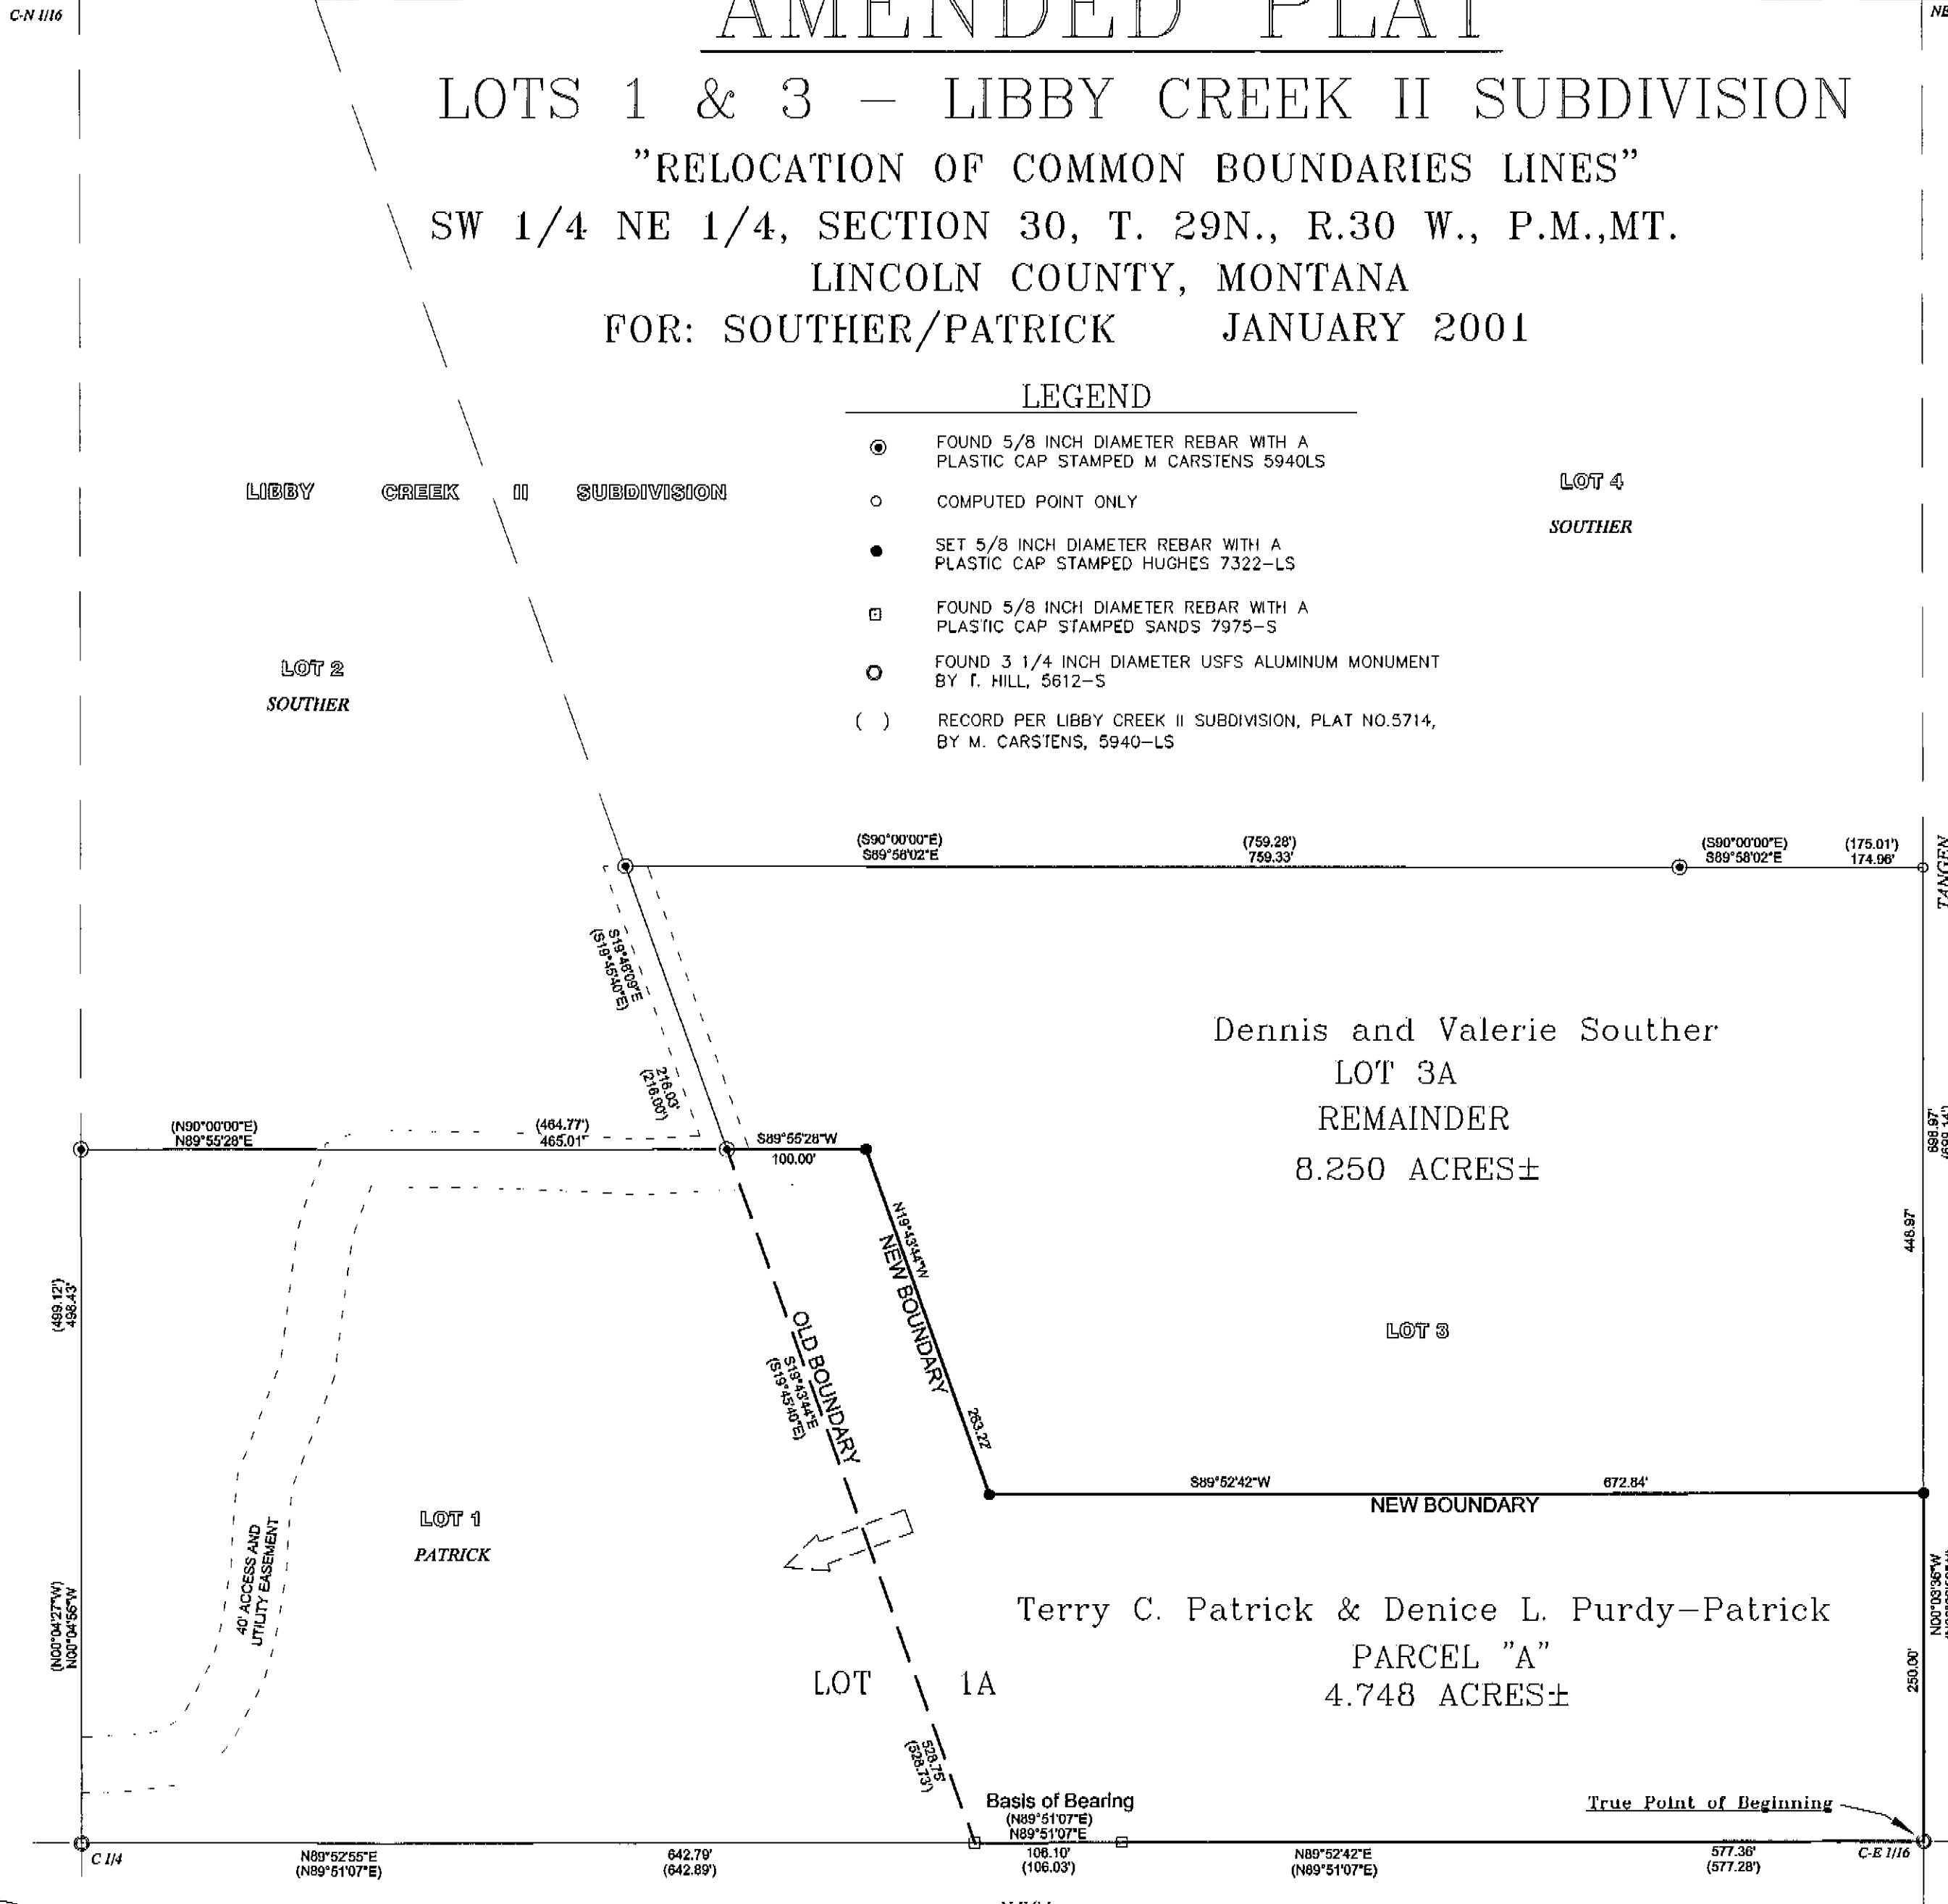 C-N 1/16
NE
AMENDED PLAT
LOTS 1 & 3 – LIBBY CREEK II SUBDIVISION
"RELOCATION OF COMMON BOUNDARIES LINES"
SW 1/4 NE 1/4, SECTION 30, T. 29N., R.30 W., P.M.,MT.
LINCOLN COUNTY, MONTANA
FOR: SOUTHER/PATRICK JANUARY 2001
LEGEND
FOUND 5/8 INCH DIAMETER REBAR WITH A
PLASTIC CAP STAMPED M CARSTENS 5940LS
COMPUTED POINT ONLY
SET 5/8 INCH DIAMETER REBAR WITH A
PLASTIC CAP STAMPED HUGHES 7322-LS
FOUND 5/8 INCH DIAMETER REBAR WITH A
PLASTIC CAP STAMPED SANDS 7975-S
FOUND 3 1/4 INCH DIAMETER USFS ALUMINUM MONUMENT
BY T. HILL, 5612-S
( ) RECORD PER LIBBY CREEK II SUBDIVISION, PLAT NO.5714,
BY M. CARSTENS, 5940-LS
LIBBY CREEK II SUBDIVISION
LOT 4
SOUTHER
LOT 2
SOUTHER
(S90°00'00"E) (759.28') (S90°00'00"E) (175.01')
S89°58'02"E 759.33' S89°58'02"E 174.96'
TANGEN
S19°46'09"E
(S19°45'40"E)
216.03'
(216.00')
Dennis and Valerie Souther
LOT 3A
REMAINDER
8.250 ACRES±
698.97'
448.97'
(N90°00'00"E) (464.77')
N89°55'28"E 465.01'
S89°55'28"W
100.00'
N19°43'44"W
NEW BOUNDARY
263.22'
(499.12')
498.43'
OLD BOUNDARY
S19°43'44"E
(S19°45'40"E)
LOT 3
S89°52'42"W 672.84'
NEW BOUNDARY
LOT 1
PATRICK
40' ACCESS AND
UTILITY EASEMENT
(N00°04'27"W)
N00°04'56"W
N00°03'36"W
250.00'
Terry C. Patrick & Denice L. Purdy-Patrick
PARCEL "A"
4.748 ACRES±
LOT 1A
528.75'
(528.73')
Basis of Bearing
(N89°51'07"E)
N89°51'07"E
True Point of Beginning
C 1/4
N89°52'55"E 642.79' 106.10' N89°52'42"E 577.36'
(N89°51'07"E) (642.89') (106.03') (N89°51'07"E) (577.28')
C-E 1/16